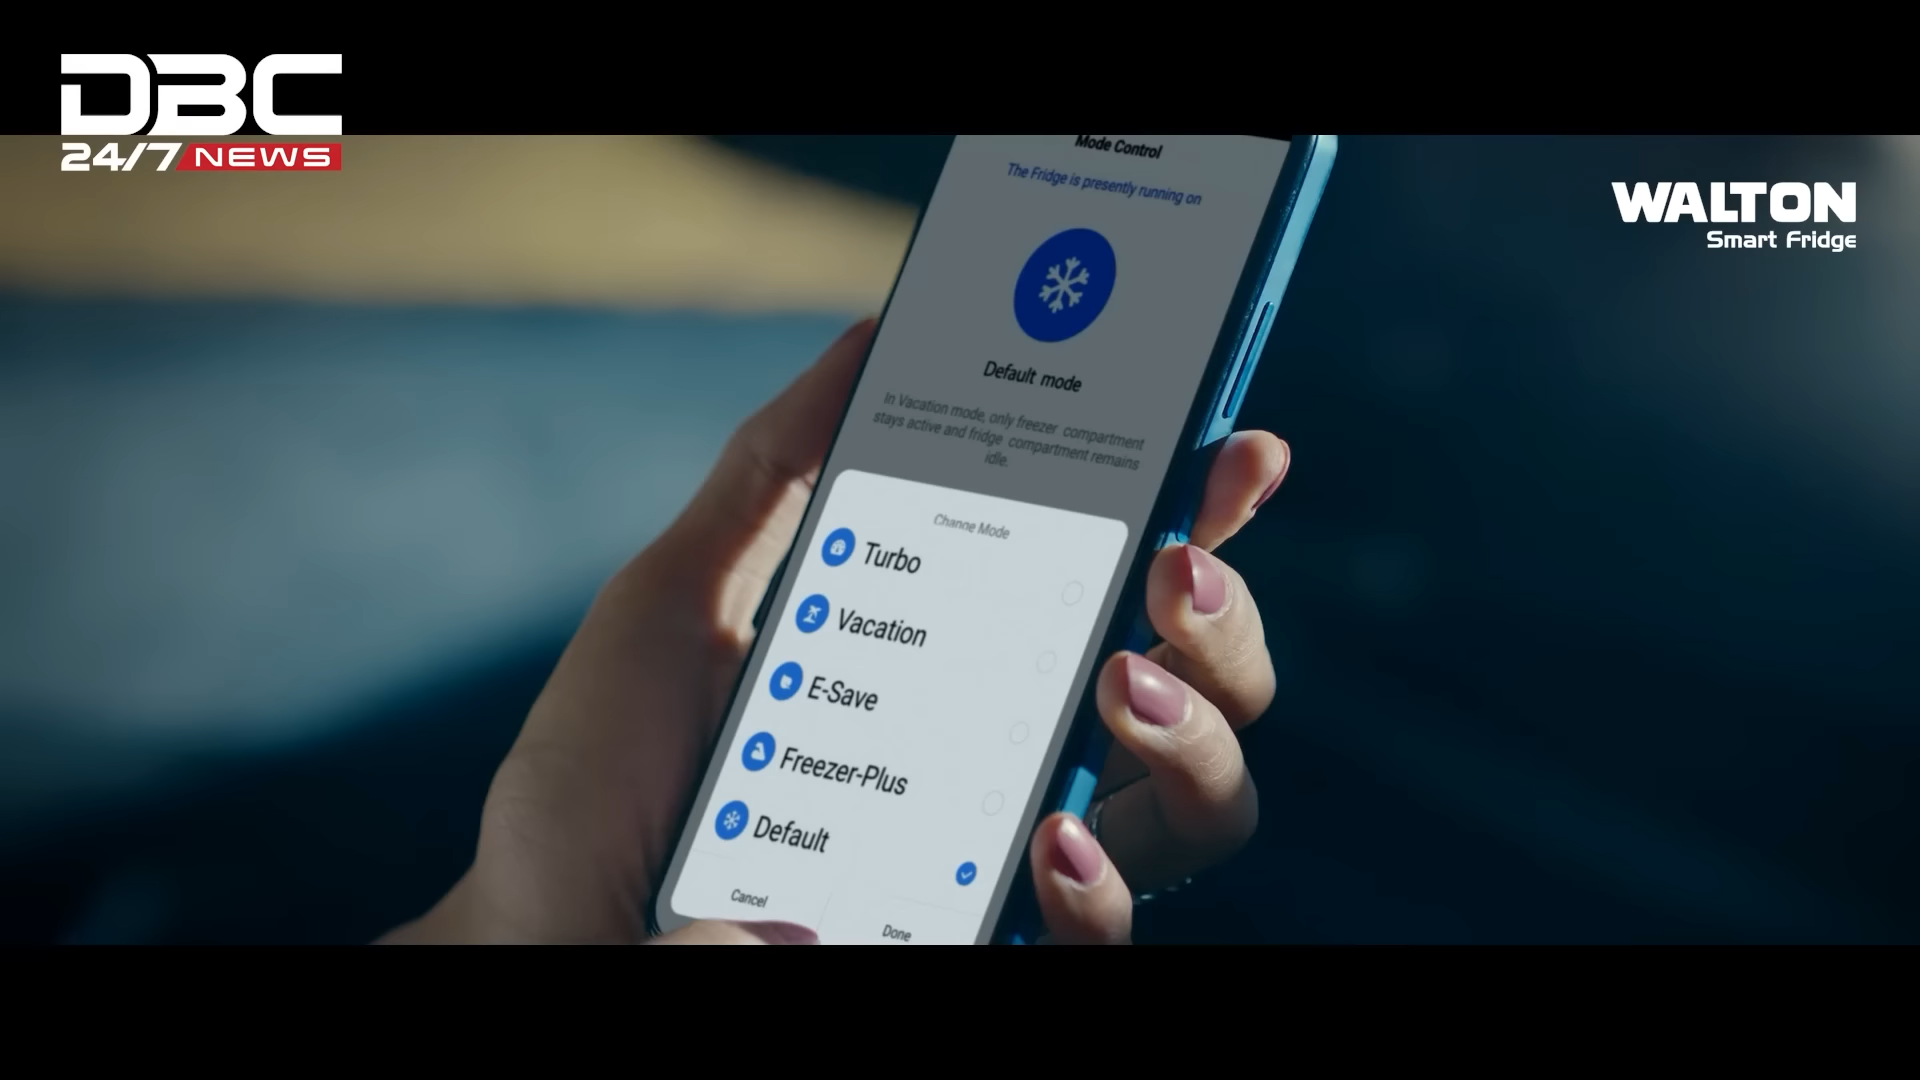 DBC
24/7 NEWS
WALTON
Smart Fridge
Mode Control
The Fridge is presently running on
Default mode
In Vacation mode, only freezer compartment
stays active and fridge compartment remains
idle.
Change Mode
Turbo
Vacation
E-Save
Freezer-Plus
Default
Cancel
Done